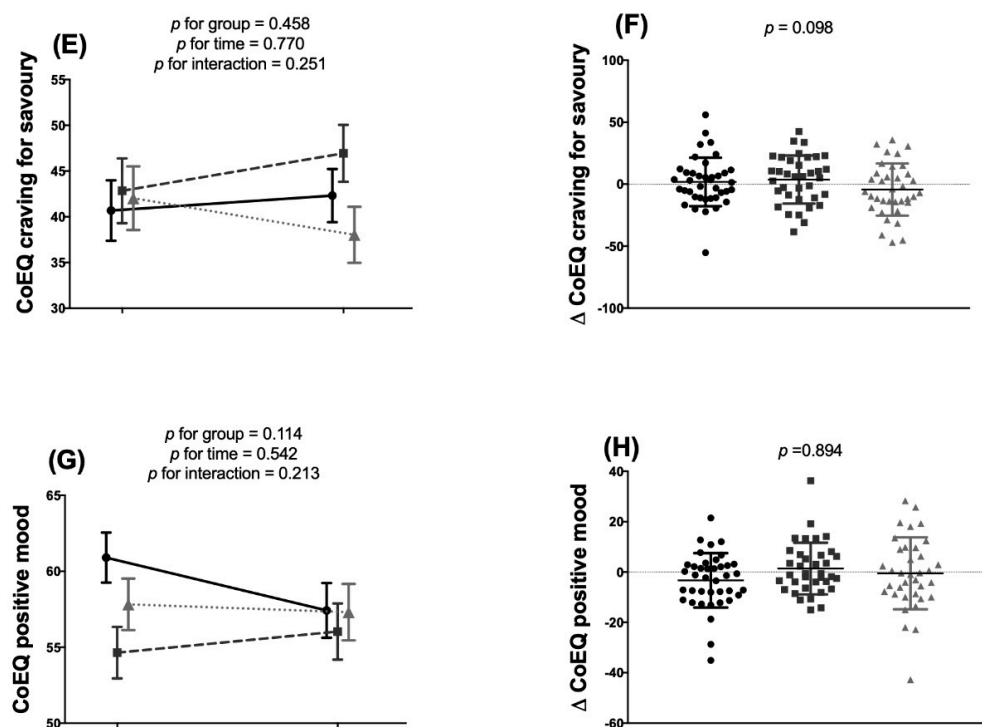 (E)
p for group = 0.458
p for time = 0.770
p for interaction = 0.251
CoEQ craving for savoury
55
50
45
40
35
30
(F)
p = 0.098
Δ CoEQ craving for savoury
100
50
0
-50
-100
(G)
p for group = 0.114
p for time = 0.542
p for interaction = 0.213
CoEQ positive mood
65
60
55
50
(H)
p =0.894
Δ CoEQ positive mood
40
20
0
-20
-40
-60